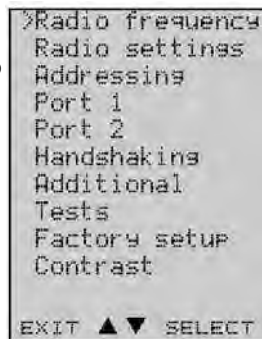 >Radio frequency
Radio settings
Addressing
Port 1
Port 2
Handshaking
Additional
Tests
Factory setup
Contrast
EXIT ▲▼ SELECT